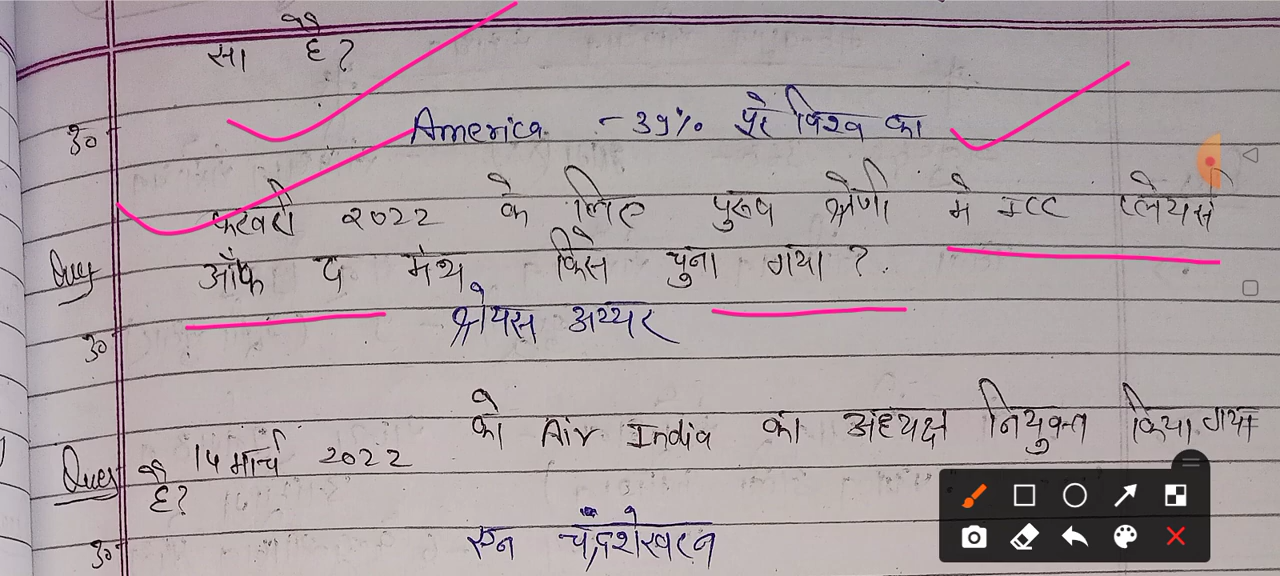 सा है?
उ० America - 39% पूरे विश्व का
फरवरी 2022 के लिए पुरुष श्रेणी मे ICC प्लेयर्स
Ques ऑफ द मंथ किसे चुना गया ?
उ० श्रेयस अय्यर
को Air India का अध्यक्ष नियुक्त किया गया
Ques 14 मार्च 2022
है?
उ० एन चंद्रशेखरन